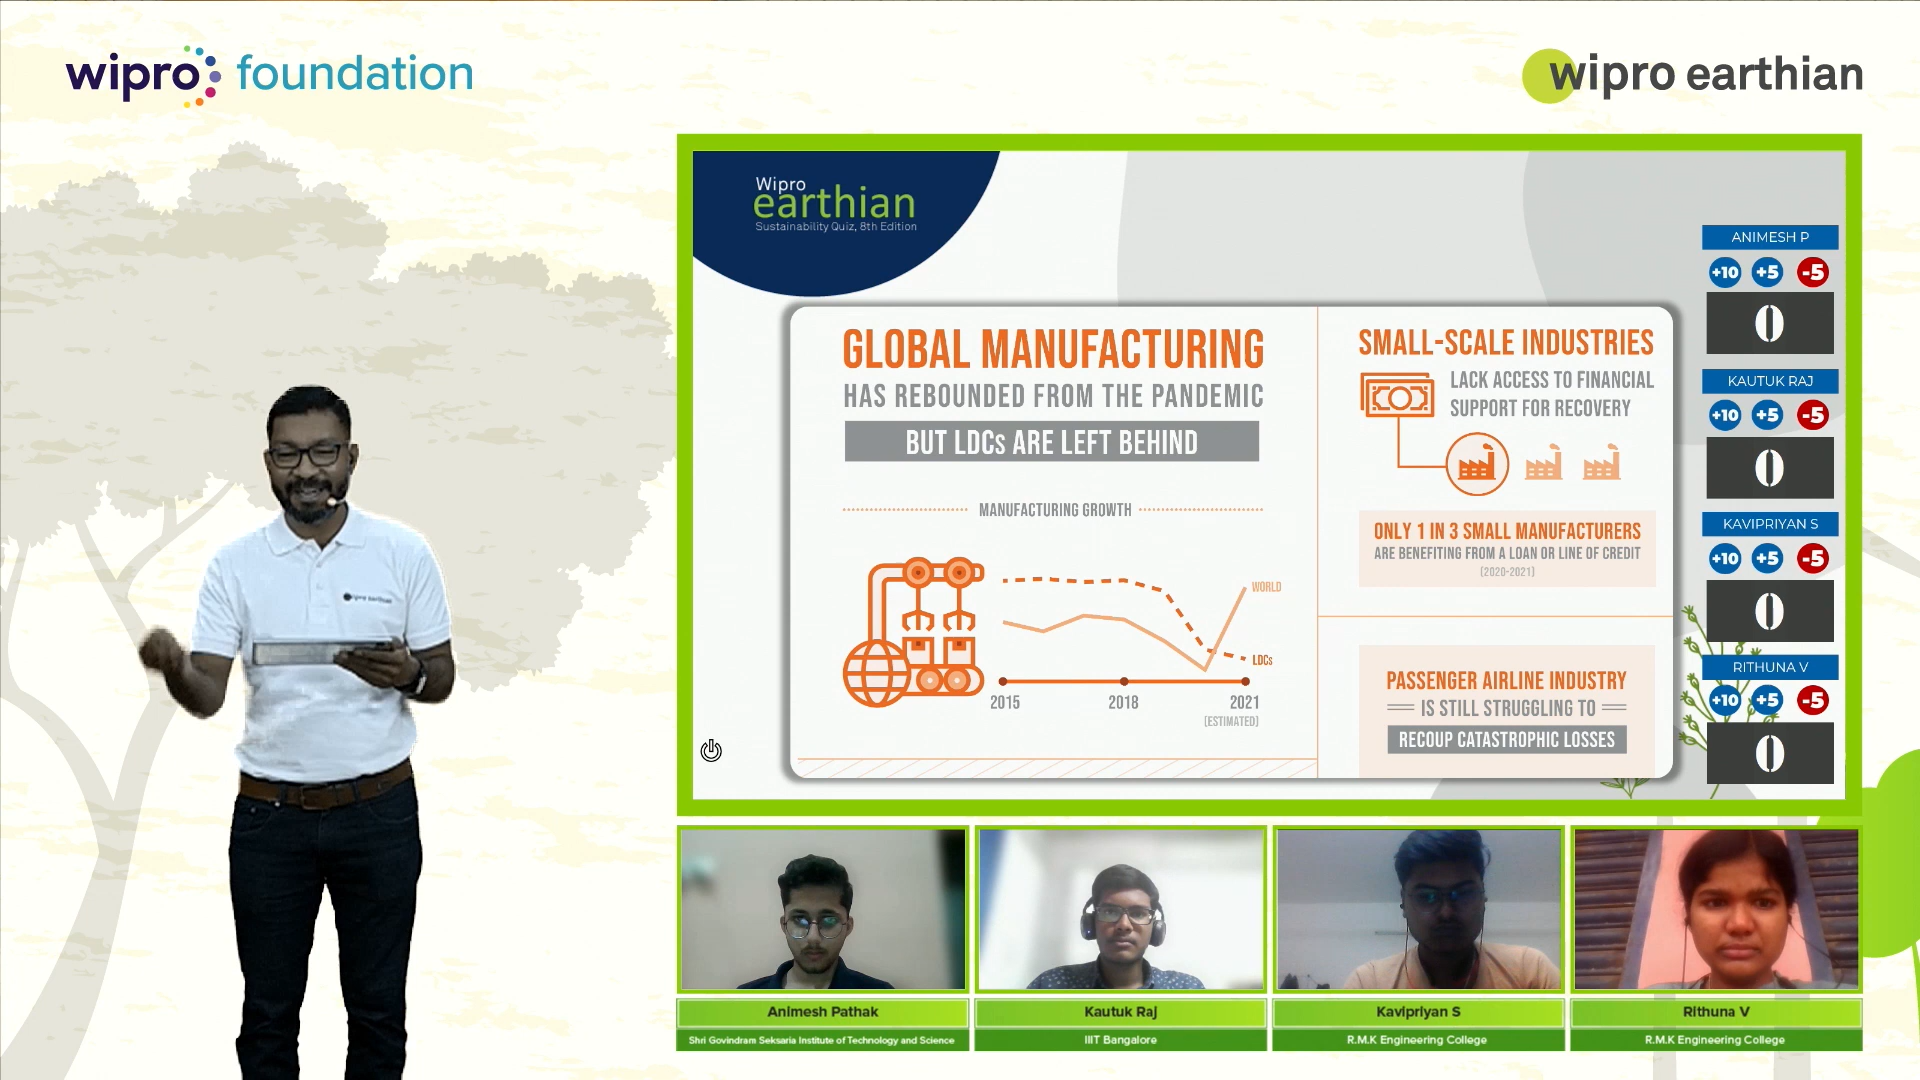 wipro foundation
wipro earthian
Wipro
earthian
Sustainability Quiz, 8th Edition
GLOBAL MANUFACTURING
HAS REBOUNDED FROM THE PANDEMIC
BUT LDCs ARE LEFT BEHIND
MANUFACTURING GROWTH
WORLD
LDCs
2015
2018
2021
(ESTIMATED)
SMALL-SCALE INDUSTRIES
LACK ACCESS TO FINANCIAL
SUPPORT FOR RECOVERY
ONLY 1 IN 3 SMALL MANUFACTURERS
ARE BENEFITING FROM A LOAN OR LINE OF CREDIT
(2020-2021)
PASSENGER AIRLINE INDUSTRY
IS STILL STRUGGLING TO
RECOUP CATASTROPHIC LOSSES
ANIMESH P
+10 +5 -5
0
KAUTUK RAJ
+10 +5 -5
0
KAVIPRIYAN S
+10 +5 -5
0
RITHUNA V
+10 +5 -5
0
wipro earthian
Animesh Pathak
Shri Govindram Seksaria Institute of Technology and Science
Kautuk Raj
IIIT Bangalore
Kavipriyan S
R.M.K Engineering College
Rithuna V
R.M.K Engineering College